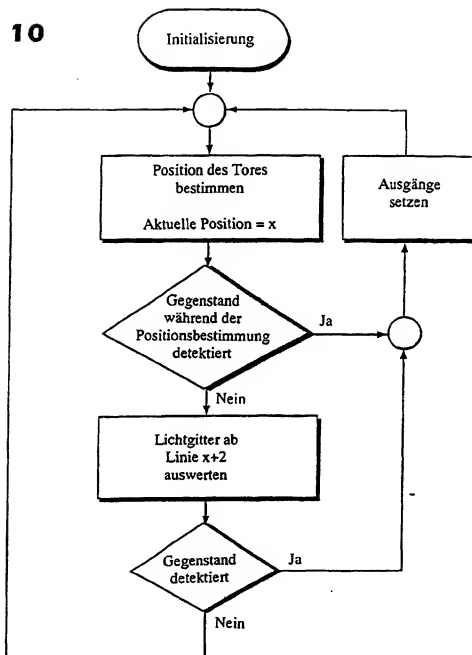 10
Initialisierung
Position des Tores
bestimmen
Aktuelle Position = x
Ausgänge
setzen
Gegenstand
während der
Positionsbestimmung
detektiert
Ja
Nein
Lichtgitter ab
Linie x+2
auswerten
Gegenstand
detektiert
Ja
Nein